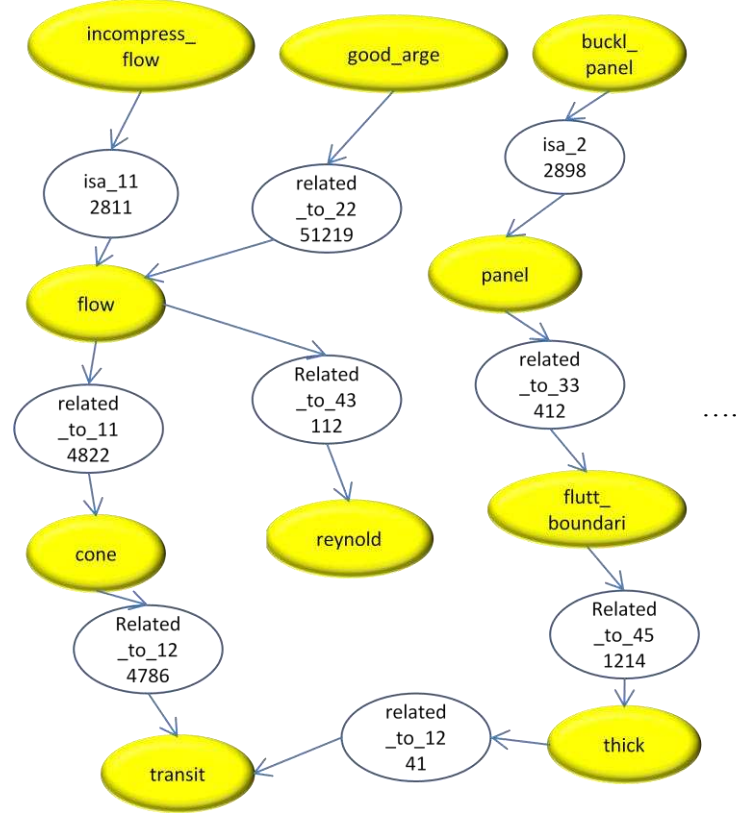 incompress_
flow
good_arge
buckl_
panel
isa_11
2811
related
_to_22
51219
isa_2
2898
flow
panel
related
_to_11
4822
Related
_to_43
112
related
_to_33
412
....
cone
reynold
flutt_
boundari
Related
_to_12
4786
related
_to_12
41
Related
_to_45
1214
transit
thick